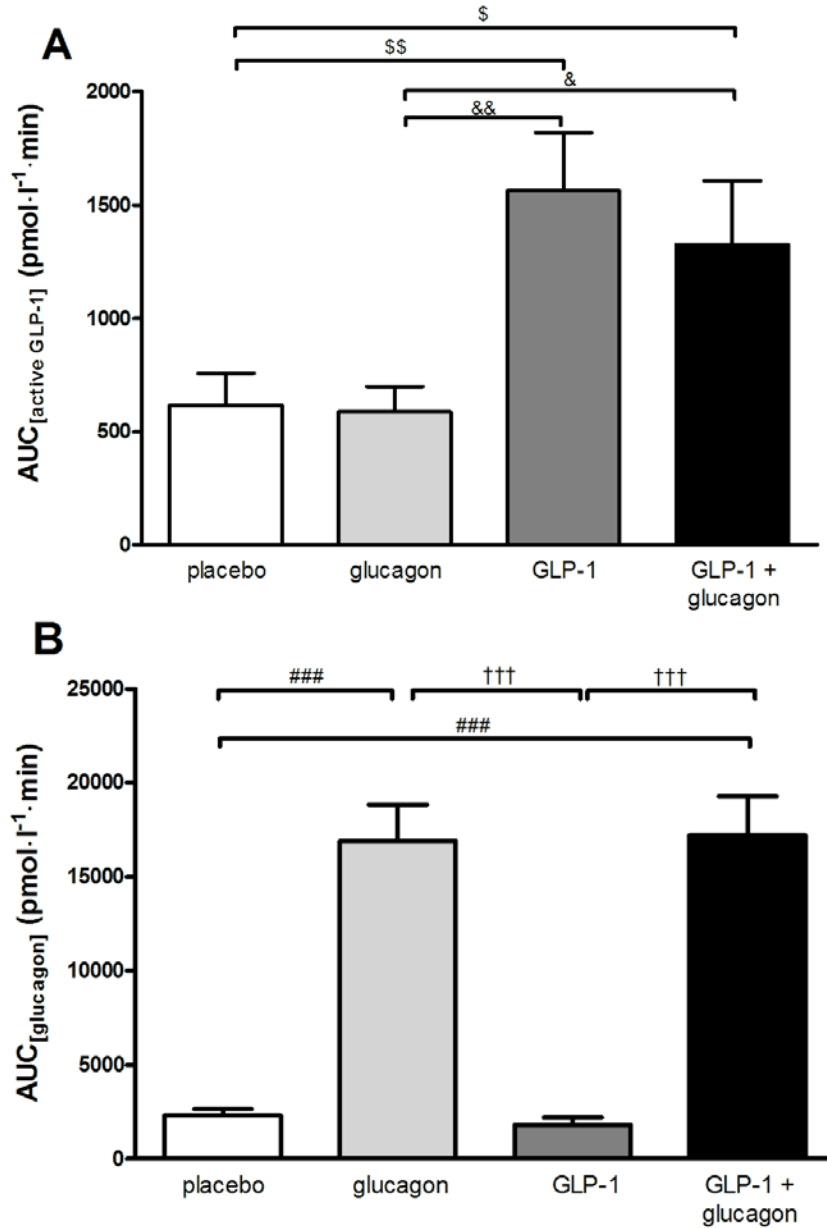 A
$
$$
&
&&
AUC[active GLP-1] (pmol·l⁻¹·min)
2000
1500
1000
500
0
placebo
glucagon
GLP-1
GLP-1 +
glucagon
B
###
†††
†††
###
AUC[glucagon] (pmol·l⁻¹·min)
25000
20000
15000
10000
5000
0
placebo
glucagon
GLP-1
GLP-1 +
glucagon